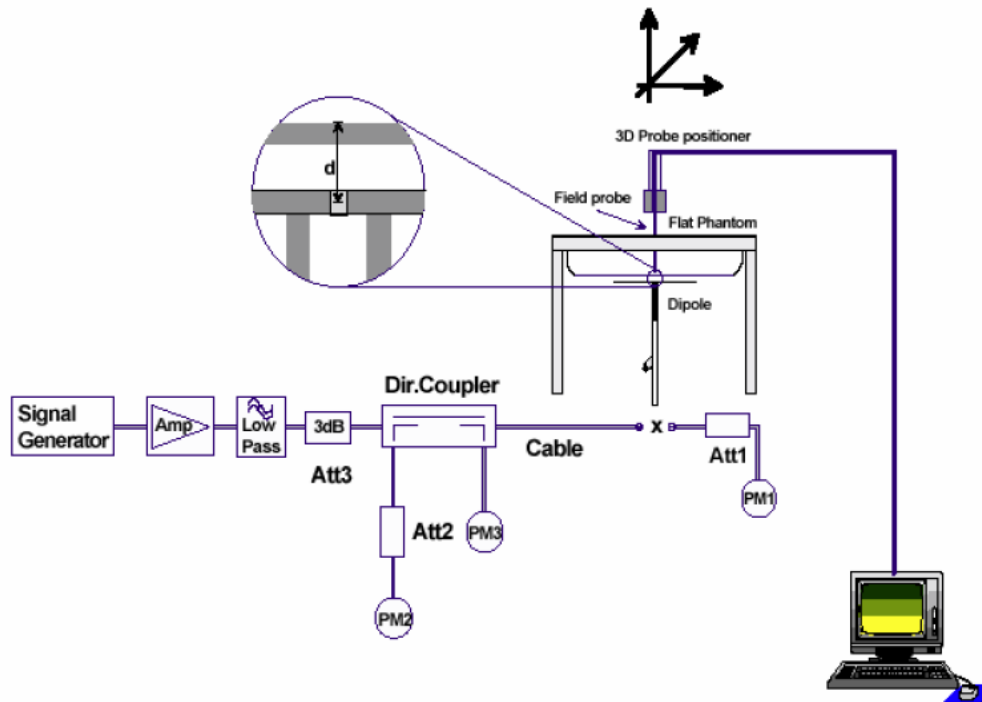 3D Probe positioner
d
Field probe
Flat Phantom
Dipole
Dir.Coupler
Signal
Generator
Amp
Low
Pass
3dB
Att3
Cable
x
Att1
PM1
Att2
PM3
PM2